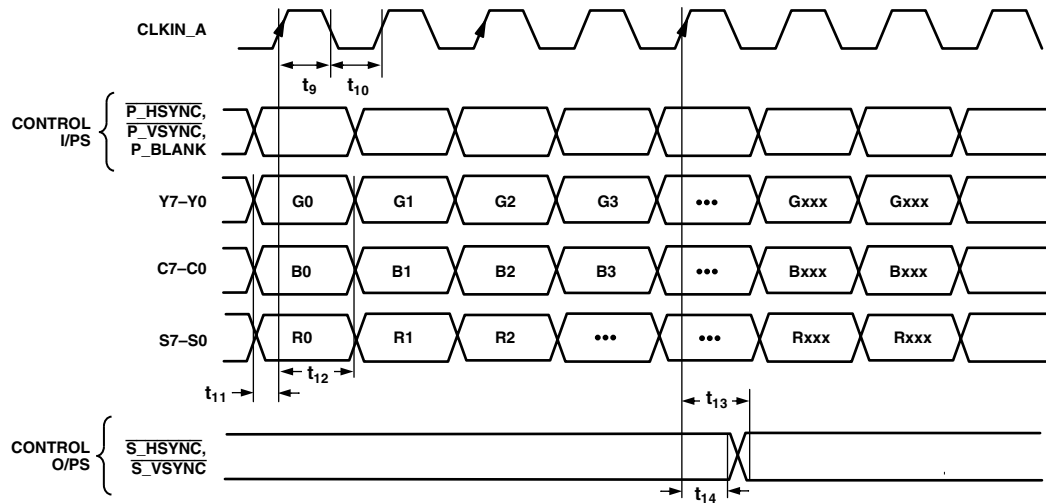 CLKIN_A
t9
t10
CONTROL
I/PS
P_HSYNC,
P_VSYNC,
P_BLANK
Y7–Y0
G0 G1 G2 G3 ••• Gxxx Gxxx
C7–C0
B0 B1 B2 B3 ••• Bxxx Bxxx
S7–S0
R0 R1 R2 ••• ••• Rxxx Rxxx
t12
t11
t13
CONTROL
O/PS
S_HSYNC,
S_VSYNC
t14